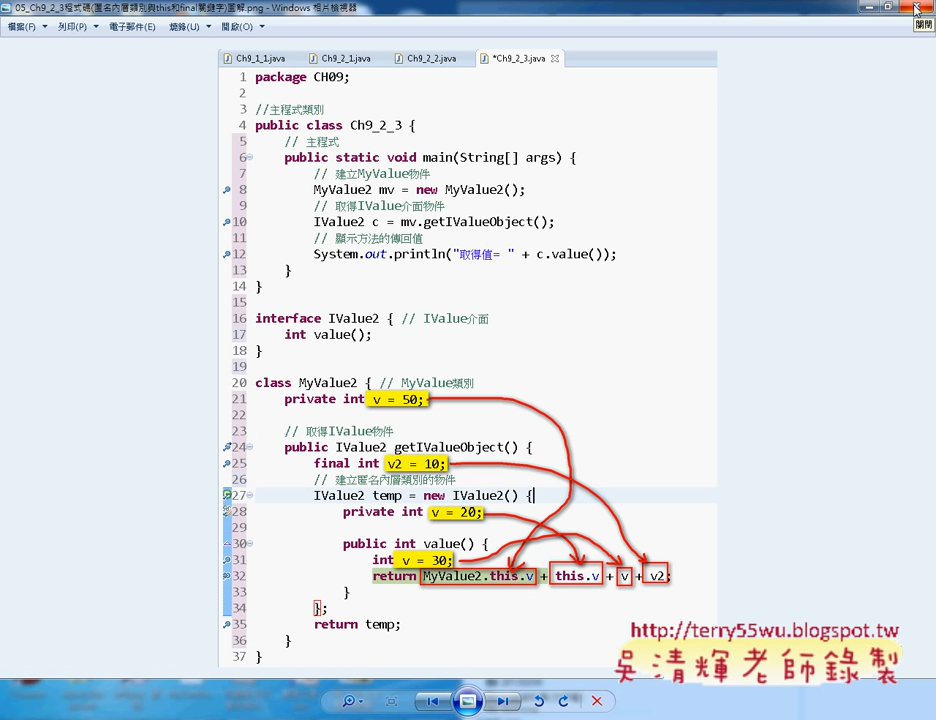 05_Ch9_2_3程式碼(匿名內層類別與this和final關鍵字)圖解.png - Windows 相片檢視器
關閉
檔案(F) 列印(P) 電子郵件(E) 燒錄(U) 開啟(O)
Ch9_1_1.java Ch9_2_1.java Ch9_2_2.java *Ch9_2_3.java
1 package CH09;
2
3 //主程式類別
4 public class Ch9_2_3 {
5 // 主程式
6 public static void main(String[] args) {
7 // 建立MyValue物件
8 MyValue2 mv = new MyValue2();
9 // 取得IValue介面物件
10 IValue2 c = mv.getIValueObject();
11 // 顯示方法的傳回值
12 System.out.println("取得值= " + c.value());
13 }
14 }
15
16 interface IValue2 { // IValue介面
17 int value();
18 }
19
20 class MyValue2 { // MyValue類別
21 private int v = 50;
22
23 // 取得IValue物件
24 public IValue2 getIValueObject() {
25 final int v2 = 10;
26 // 建立匿名內層類別的物件
27 IValue2 temp = new IValue2() {
28 private int v = 20;
29
30 public int value() {
31 int v = 30;
32 return MyValue2.this.v + this.v + v + v2;
33 }
34 };
35 return temp;
36 }
37 }
http://terry55wu.blogspot.tw
吳清輝老師錄製